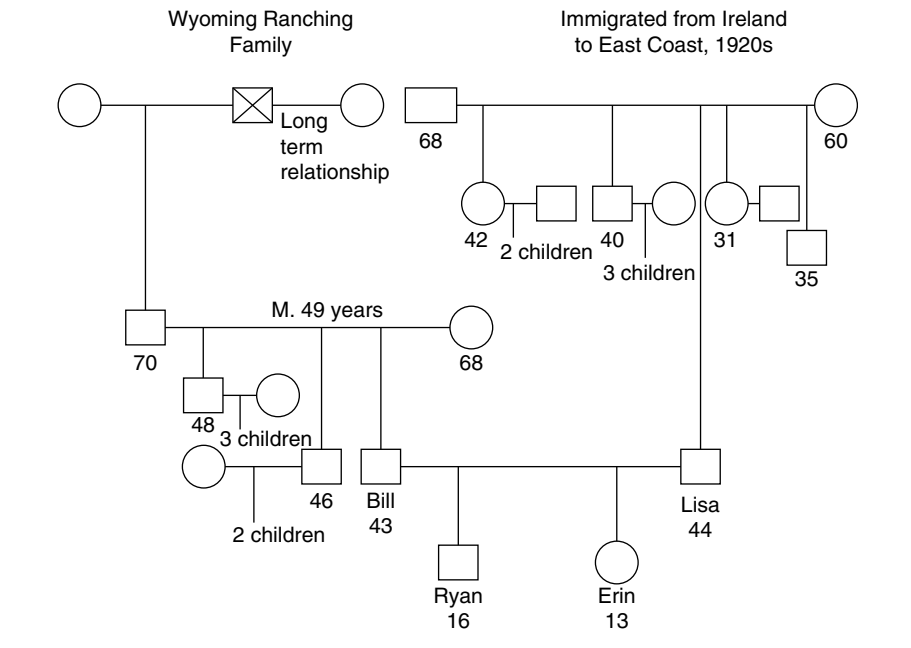 Wyoming Ranching
Family
Immigrated from Ireland
to East Coast, 1920s
Long
term
relationship
68
60
42
2 children
40
3 children
31
35
M. 49 years
70
68
48
3 children
46
2 children
Bill
43
Lisa
44
Ryan
16
Erin
13